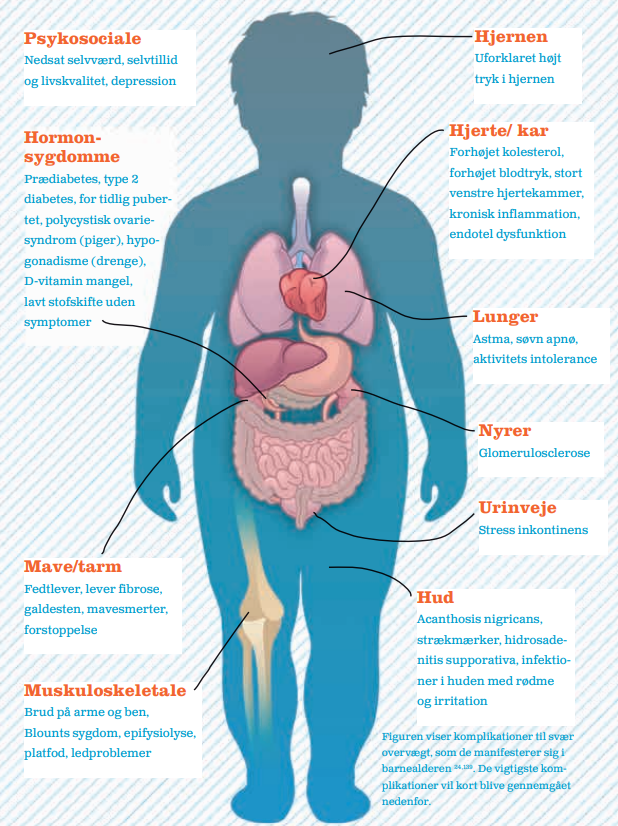 Psykosociale
Nedsat selvværd, selvtillid
og livskvalitet, depression
Hormon-
sygdomme
Prædiabetes, type 2
diabetes, for tidlig puber-
tet, polycystisk ovarie-
syndrom (piger), hypo-
gonadisme (drenge),
D-vitamin mangel,
lavt stofskifte uden
symptomer
Mave/tarm
Fedtlever, lever fibrose,
galdesten, mavesmerter,
forstoppelse
Muskuloskeletale
Brud på arme og ben,
Blounts sygdom, epifysiolyse,
platfod, ledproblemer
Hjernen
Uforklaret højt
tryk i hjernen
Hjerte/ kar
Forhøjet kolesterol,
forhøjet blodtryk, stort
venstre hjertekammer,
kronisk inflammation,
endotel dysfunktion
Lunger
Astma, søvn apnø,
aktivitets intolerance
Nyrer
Glomerulosclerose
Urinveje
Stress inkontinens
Hud
Acanthosis nigricans,
strækmærker, hidrosade-
nitis supporativa, infektio-
ner i huden med rødme
og irritation
Figuren viser komplikationer til svær
overvægt, som de manifesterer sig i
barnealderen 24,139. De vigtigste kom-
plikationer vil kort blive gennemgået
nedenfor.